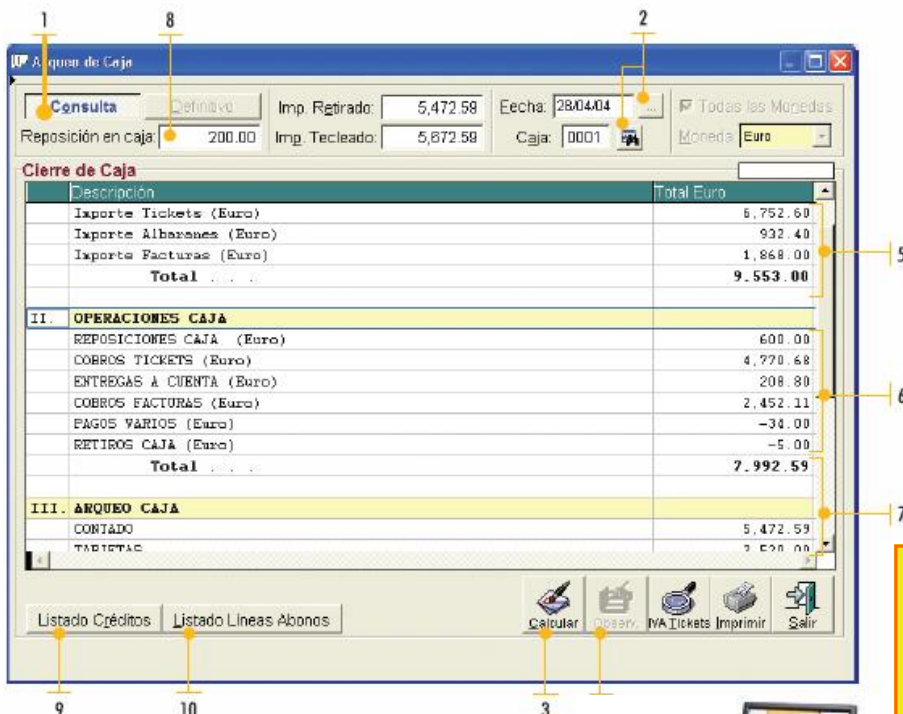 1 8 2
Arqueo de Caja
Consulta Definitivo Imp. Retirado: 5,472.59 Fecha: 28/04/04 ... Todas las Monedas
Reposición en caja: 200.00 Imp. Tecleado: 5,672.59 Caja: 0001 Moneda Euro
Cierre de Caja
Descripción Total Euro
Importe Tickets (Euro) 6,752.60
Importe Albaranes (Euro) 932.40
Importe Facturas (Euro) 1,868.00
Total . . . 9.553.00
5
II. OPERACIONES CAJA
REPOSICIONES CAJA (Euro) 600.00
COBROS TICKETS (Euro) 4,770.68
ENTREGAS A CUENTA (Euro) 208.80
COBROS FACTURAS (Euro) 2,452.11
6
PAGOS VARIOS (Euro) -34.00
RETIROS CAJA (Euro) -5.00
Total . . . 7.992.59
III. ARQUEO CAJA
7
CONTADO 5,472.59
TARJETAS
Listado Créditos Listado Líneas Abonos Calcular Observ. IVA Tickets Imprimir Salir
9 10 3